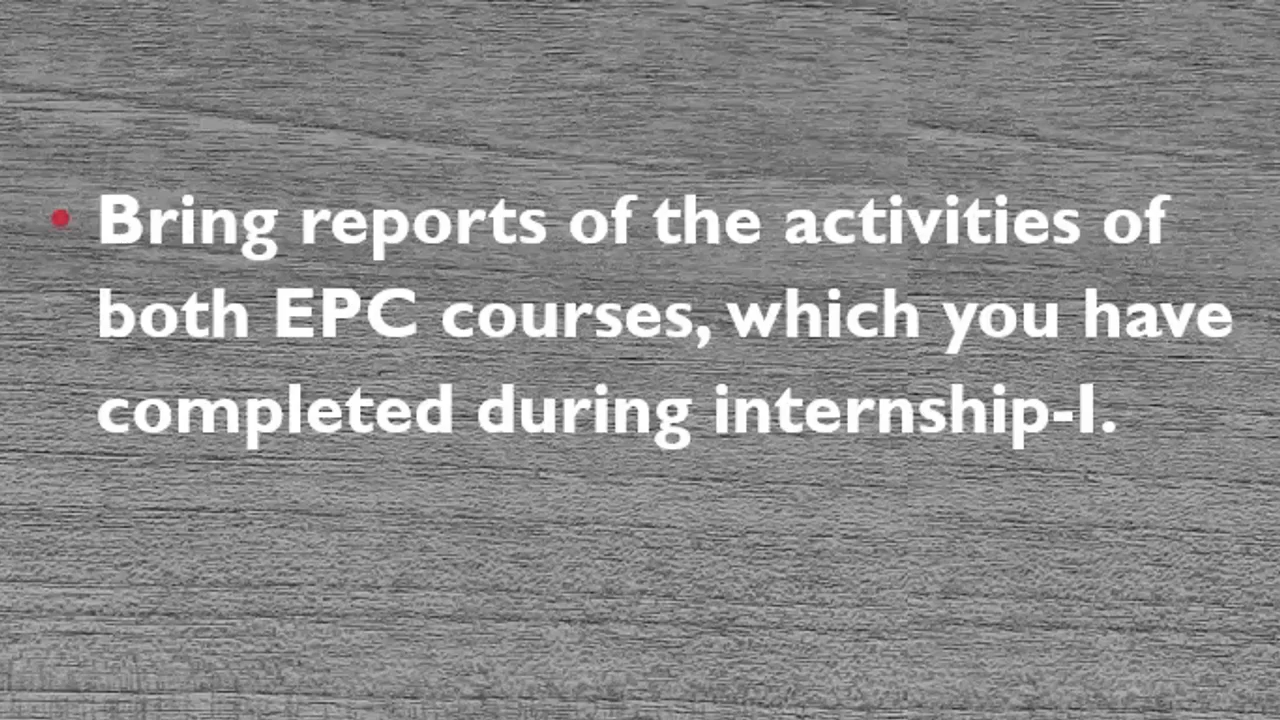 • Bring reports of the activities of
both EPC courses, which you have
completed during internship-I.